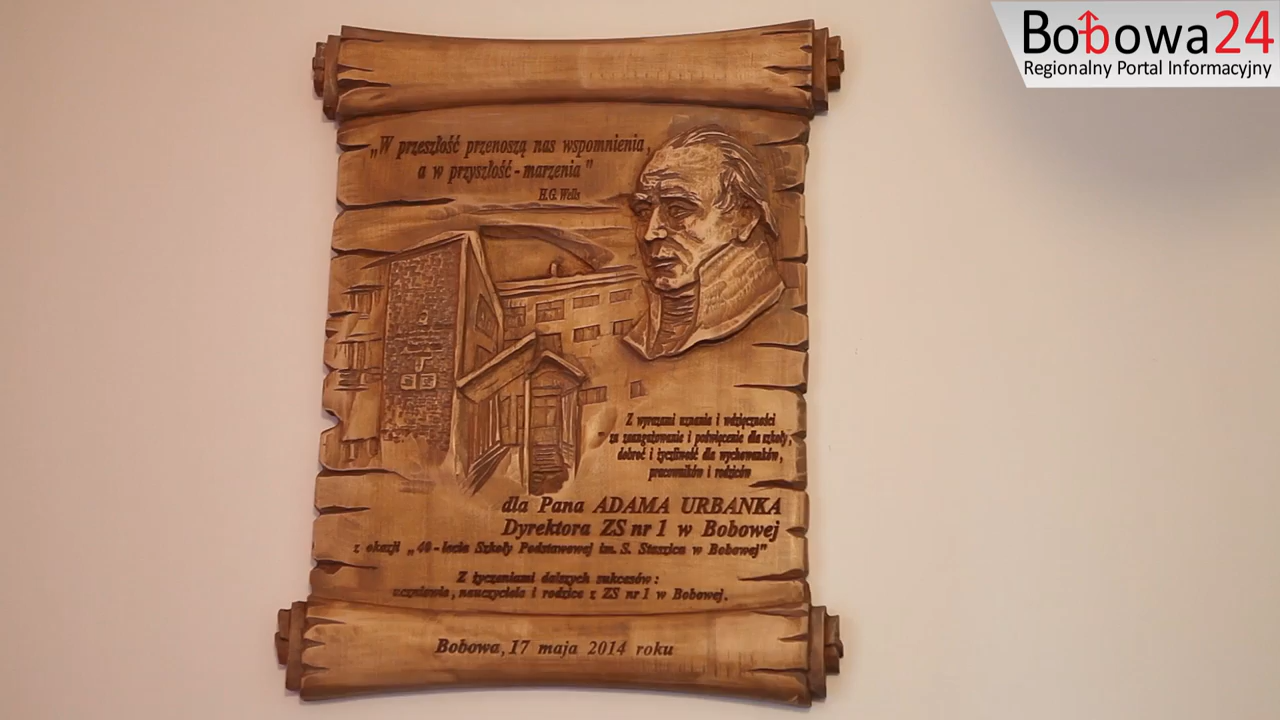 Bobowa24
Regionalny Portal Informacyjny
„W przeszłość przenoszą nas wspomnienia,
a w przyszłość - marzenia"
H.G. Wells
Z wyrazami uznania i wdzięczności
za zaangażowanie i poświęcenie dla szkoły,
dobroć i życzliwość dla wychowanków,
pracowników i rodziców
dla Pana ADAMA URBANKA
Dyrektora ZS nr 1 w Bobowej
z okazji „40-lecia Szkoły Podstawowej im. S. Staszica w Bobowej"
Z życzeniami dalszych sukcesów:
uczniowie, nauczyciele i rodzice z ZS nr 1 w Bobowej.
Bobowa, 17 maja 2014 roku